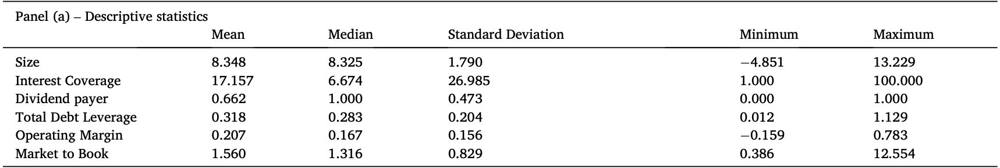 Panel (a) – Descriptive statistics
Mean Median Standard Deviation Minimum Maximum
Size 8.348 8.325 1.790 −4.851 13.229
Interest Coverage 17.157 6.674 26.985 1.000 100.000
Dividend payer 0.662 1.000 0.473 0.000 1.000
Total Debt Leverage 0.318 0.283 0.204 0.012 1.129
Operating Margin 0.207 0.167 0.156 −0.159 0.783
Market to Book 1.560 1.316 0.829 0.386 12.554